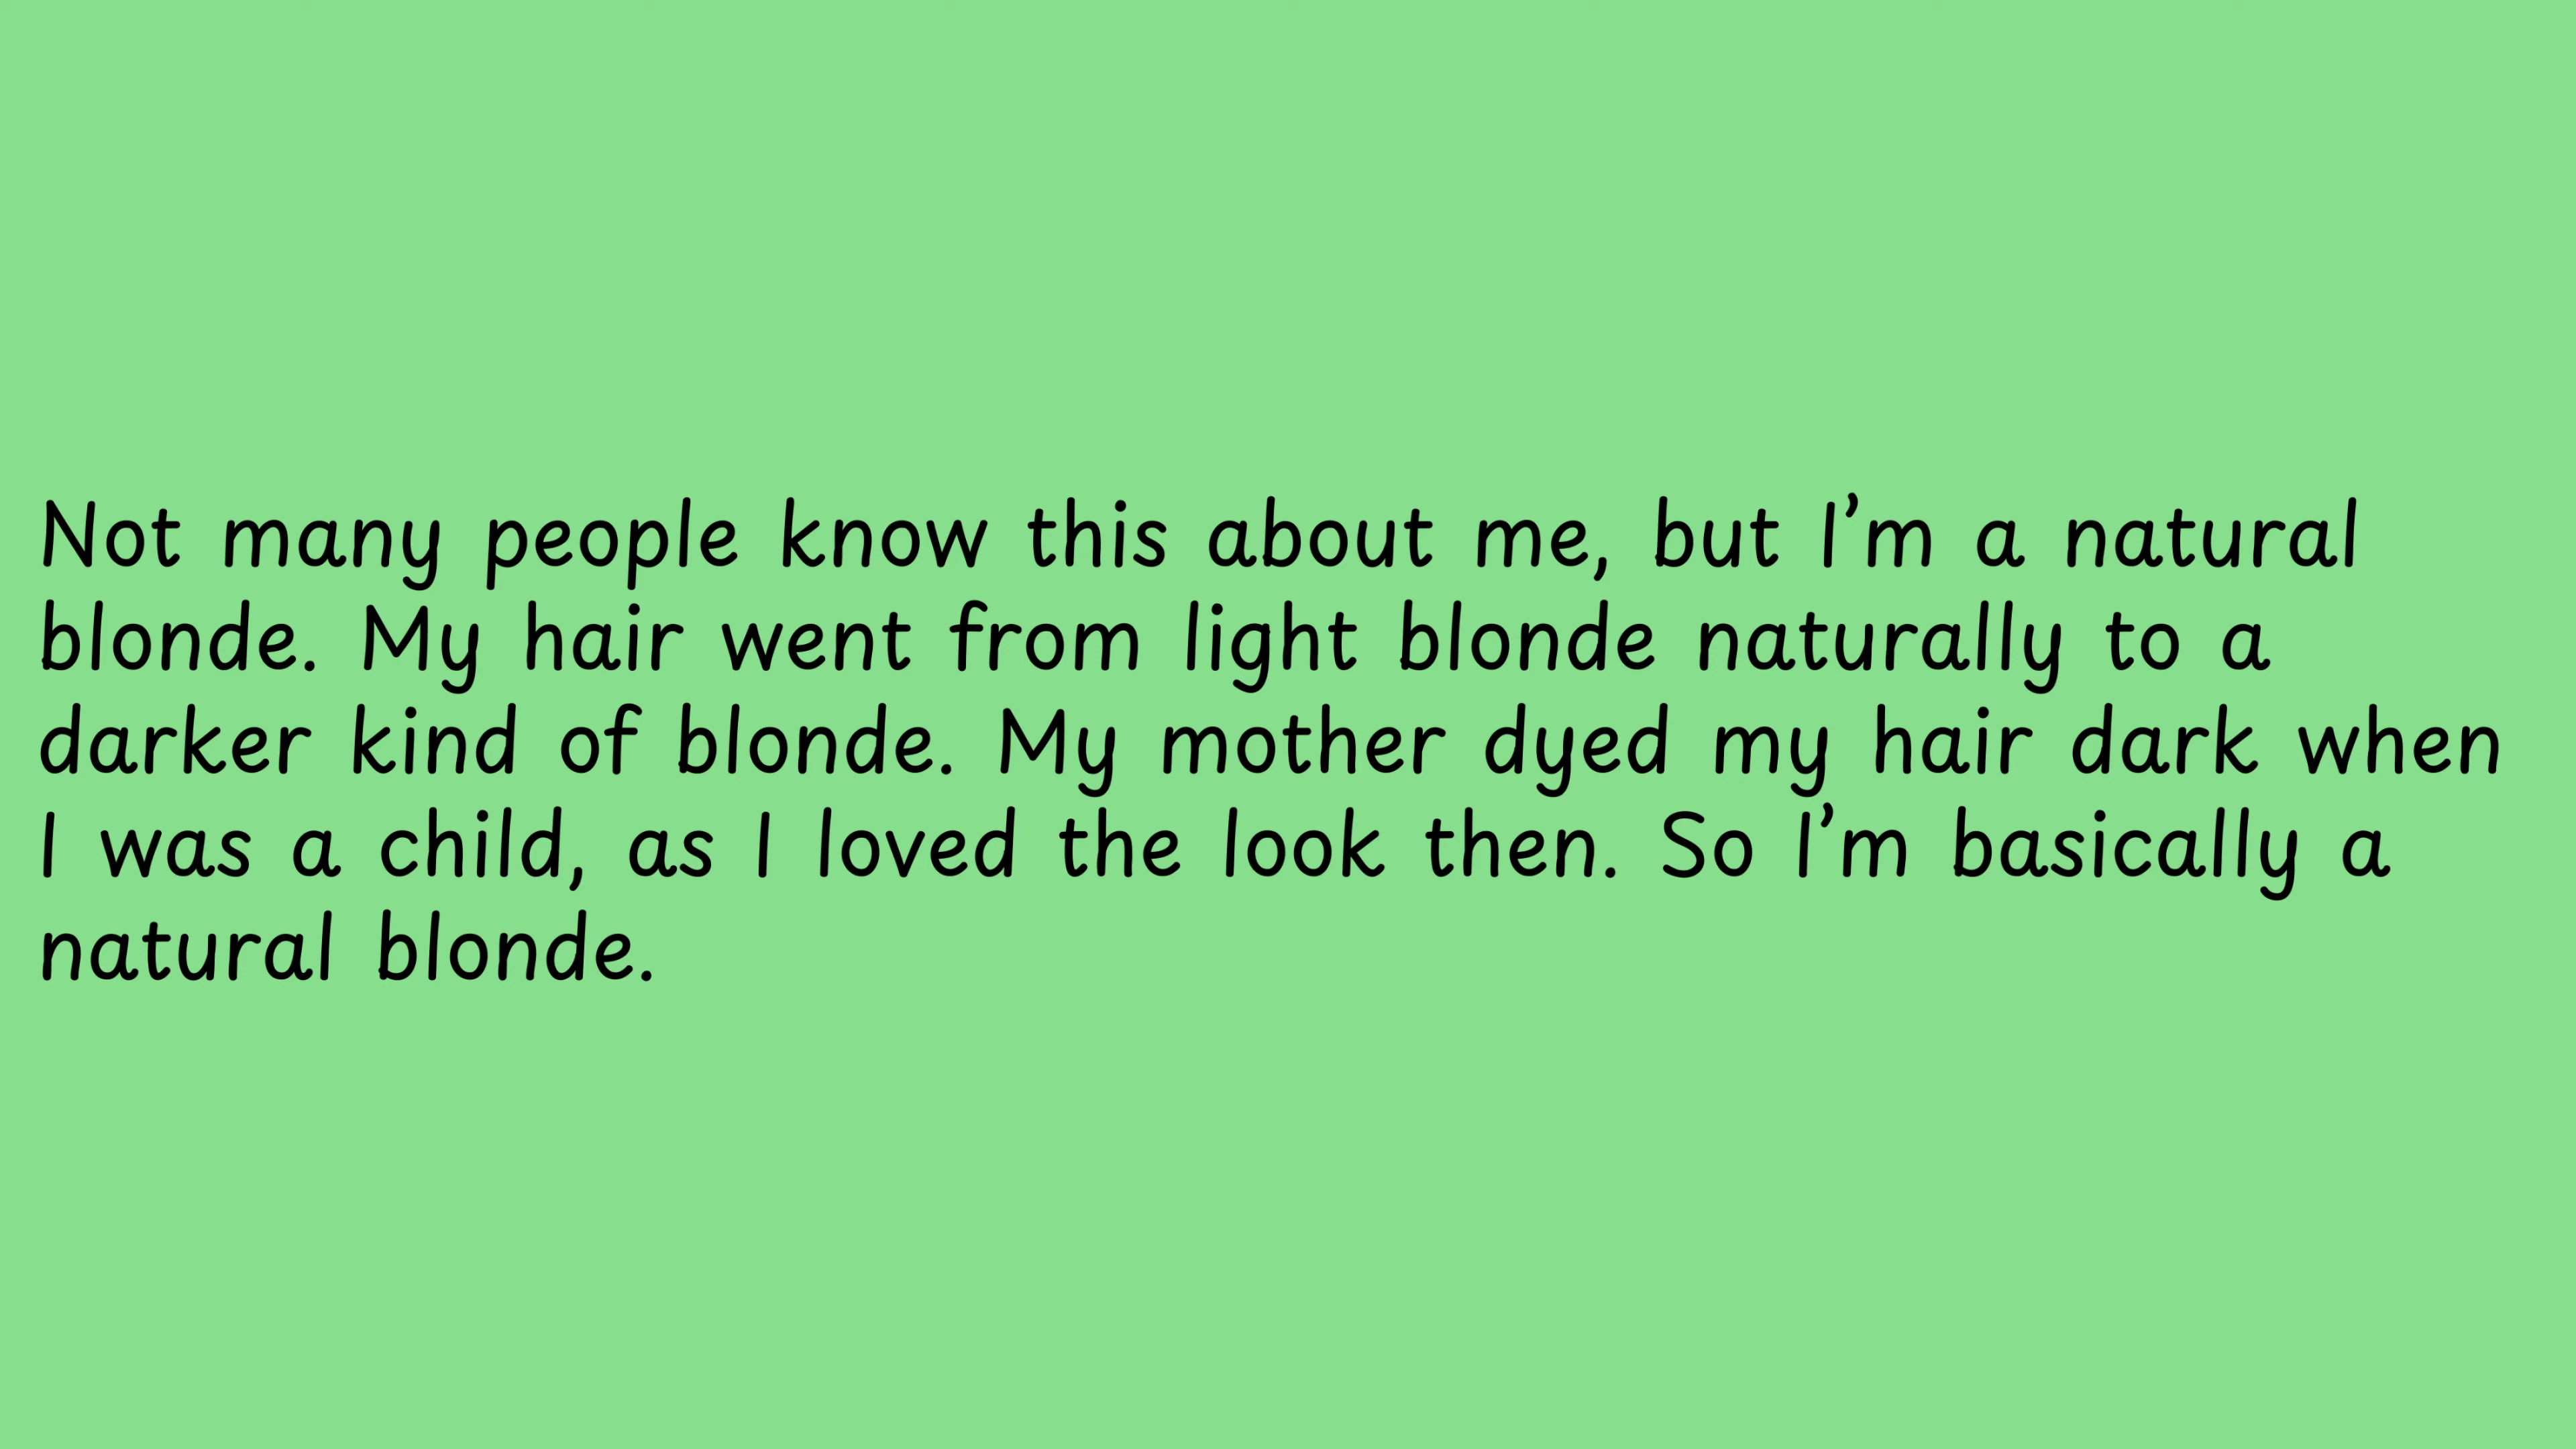 Not many people know this about me, but I’m a natural
blonde. My hair went from light blonde naturally to a
darker kind of blonde. My mother dyed my hair dark when
I was a child, as I loved the look then. So I’m basically a
natural blonde.